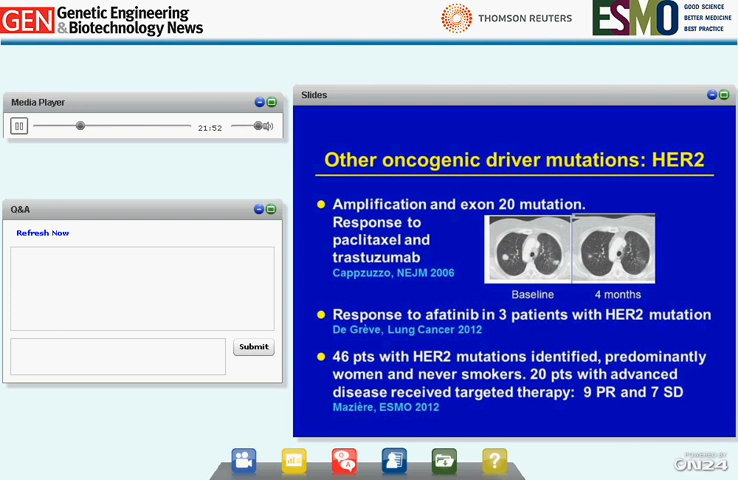 GEN Genetic Engineering
& Biotechnology News
THOMSON REUTERS
ESMO
GOOD SCIENCE
BETTER MEDICINE
BEST PRACTICE
Media Player
21:52
Q&A
Refresh Now
Submit
Slides
Other oncogenic driver mutations: HER2
Amplification and exon 20 mutation.
Response to
paclitaxel and
trastuzumab
Cappzuzzo, NEJM 2006
Baseline
4 months
Response to afatinib in 3 patients with HER2 mutation
De Grève, Lung Cancer 2012
46 pts with HER2 mutations identified, predominantly
women and never smokers. 20 pts with advanced
disease received targeted therapy: 9 PR and 7 SD
Mazière, ESMO 2012
Q
A
?
POWERED BY
ON24